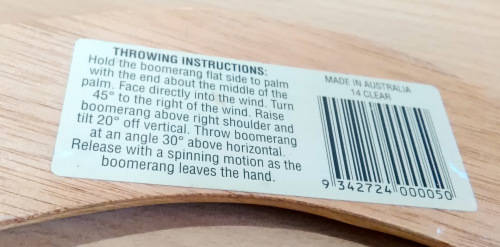 THROWING INSTRUCTIONS:
Hold the boomerang flat side to palm
with the end about the middle of the
palm. Face directly into the wind. Turn
45° to the right of the wind. Raise
boomerang above right shoulder and
tilt 20° off vertical. Throw boomerang
at an angle 30° above horizontal.
Release with a spinning motion as the
boomerang leaves the hand.
MADE IN AUSTRALIA
14 CLEAR
9 342724 000050